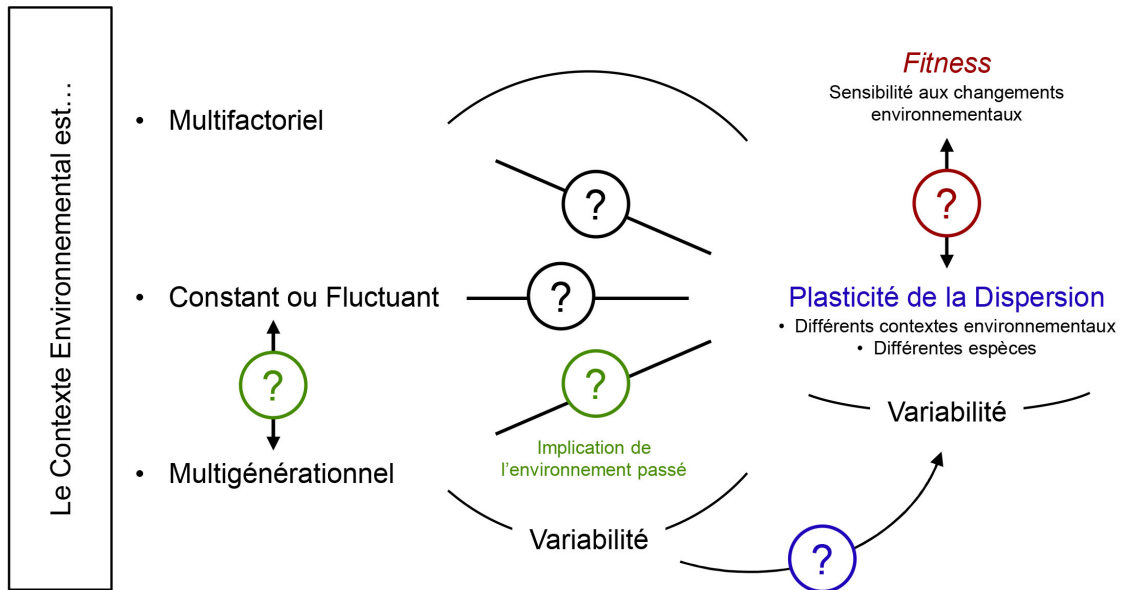 Le Contexte Environemental est…
• Multifactoriel
?
• Constant ou Fluctuant
?
?
• Multigénérationnel
?
Implication de
l'environnement passé
Variabilité
Fitness
Sensibilité aux changements
environnementaux
?
Plasticité de la Dispersion
• Différents contextes environnementaux
• Différentes espèces
Variabilité
?